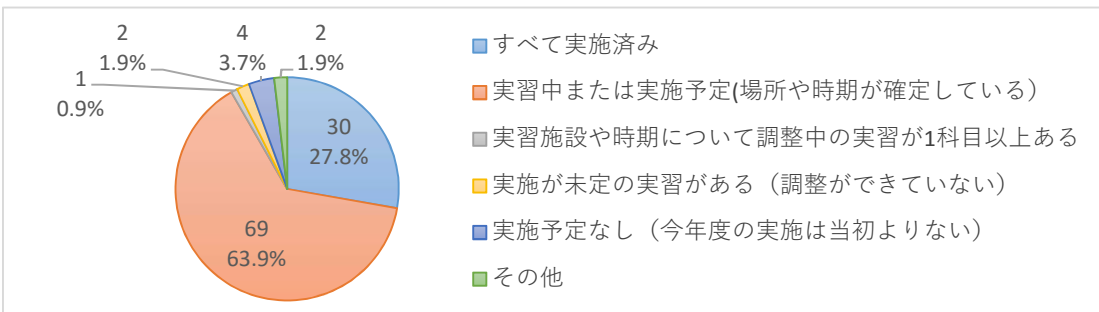 2
1.9%
4
3.7%
2
1.9%
1
0.9%
30
27.8%
69
63.9%
すべて実施済み
実習中または実施予定(場所や時期が確定している）
実習施設や時期について調整中の実習が1科目以上ある
実施が未定の実習がある（調整ができていない）
実施予定なし（今年度の実施は当初よりない）
その他